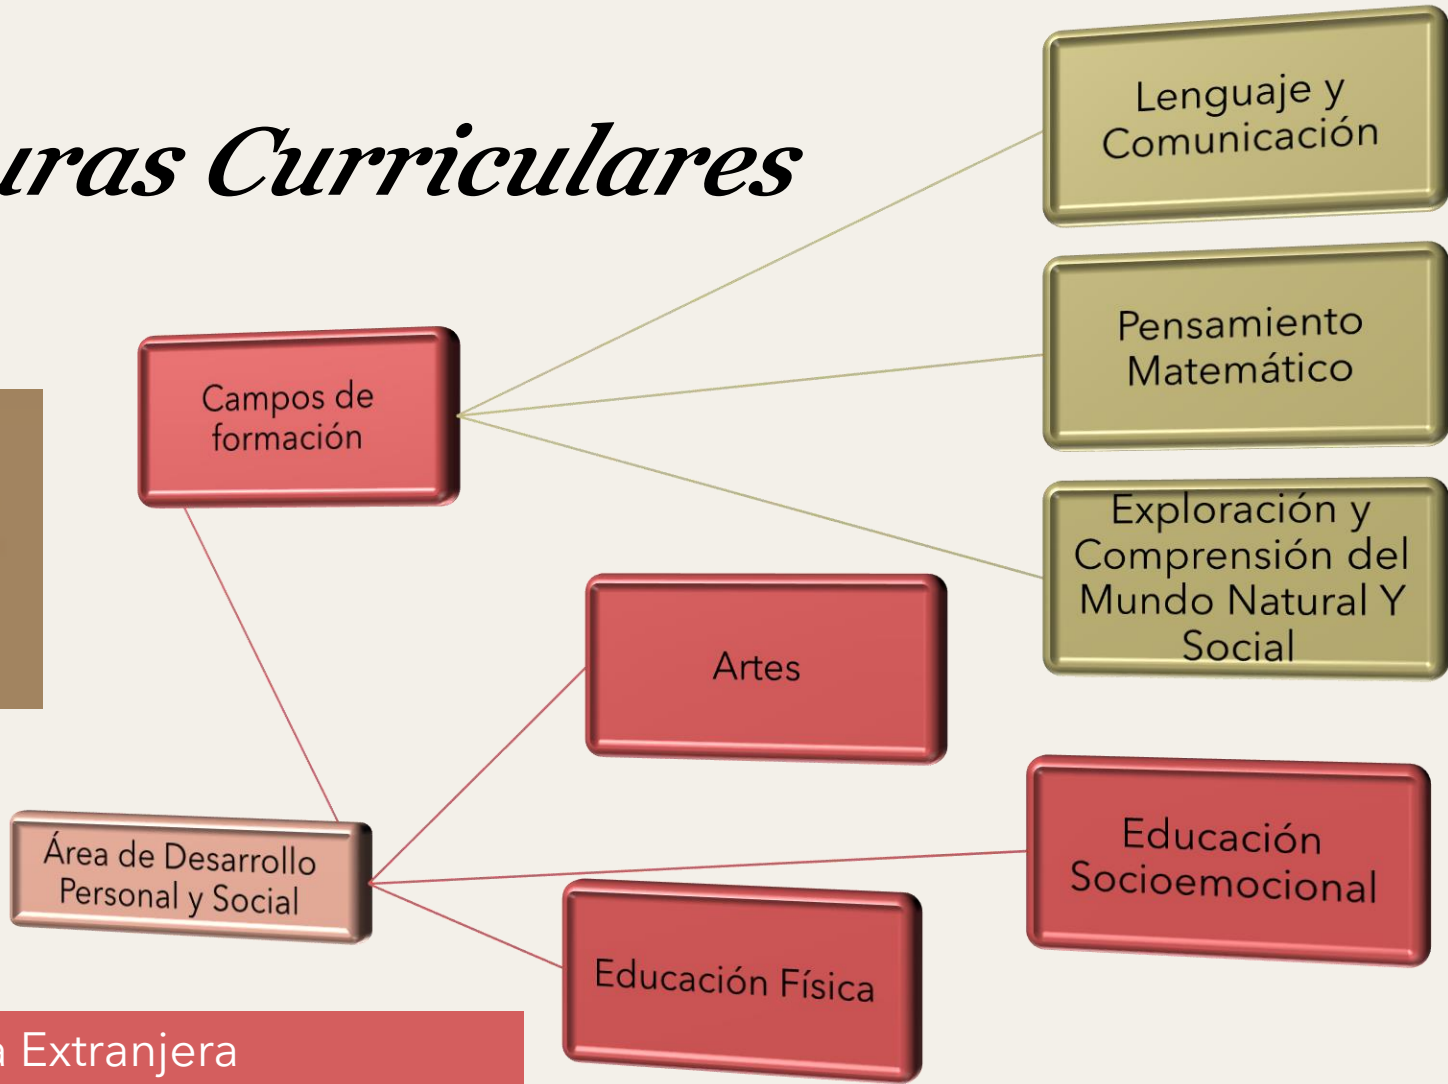 Curriculares
Campos de
formación
Lenguaje y
Comunicación
Pensamiento
Matemático
Exploración y
Comprensión del
Mundo Natural Y
Social
Área de Desarrollo
Personal y Social
Artes
Educación
Socioemocional
Educación Física
Extranjera